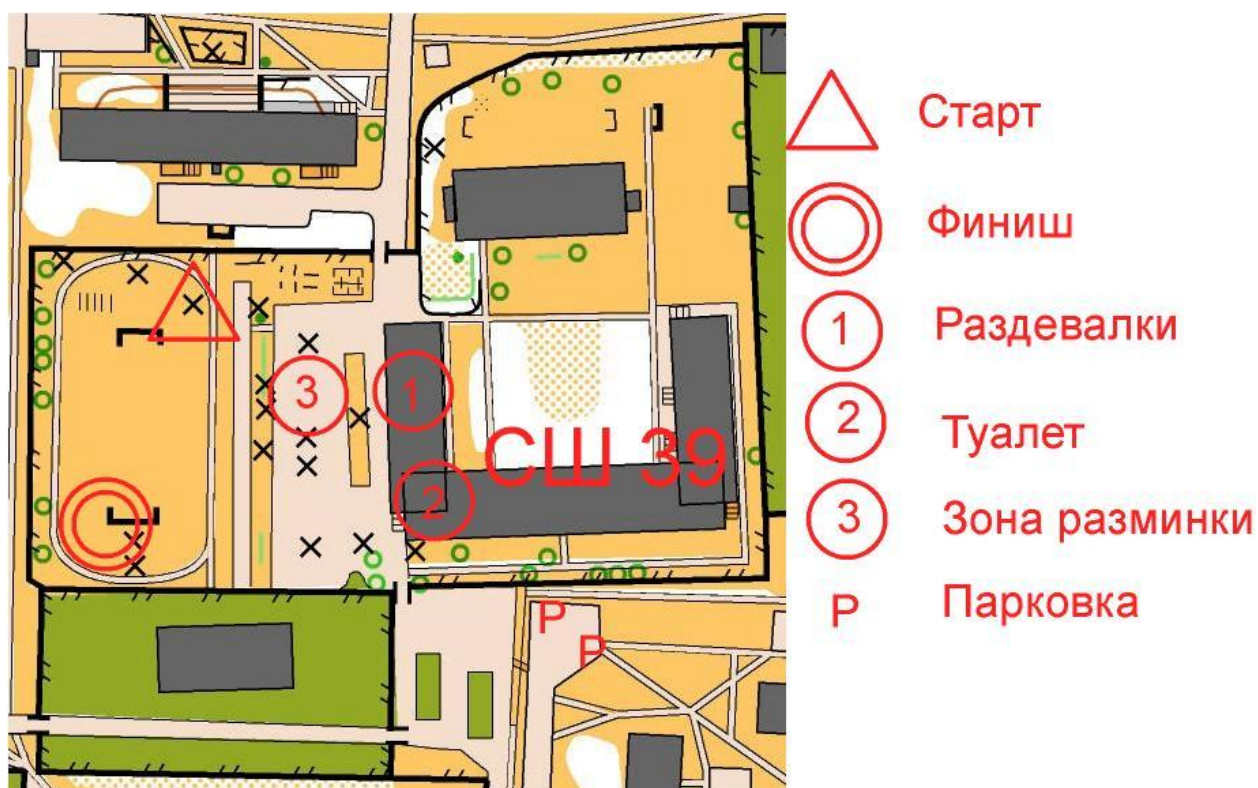 3
1
2
СШ 39
P
P
Старт
Финиш
1 Раздевалки
2 Туалет
3 Зона разминки
P Парковка